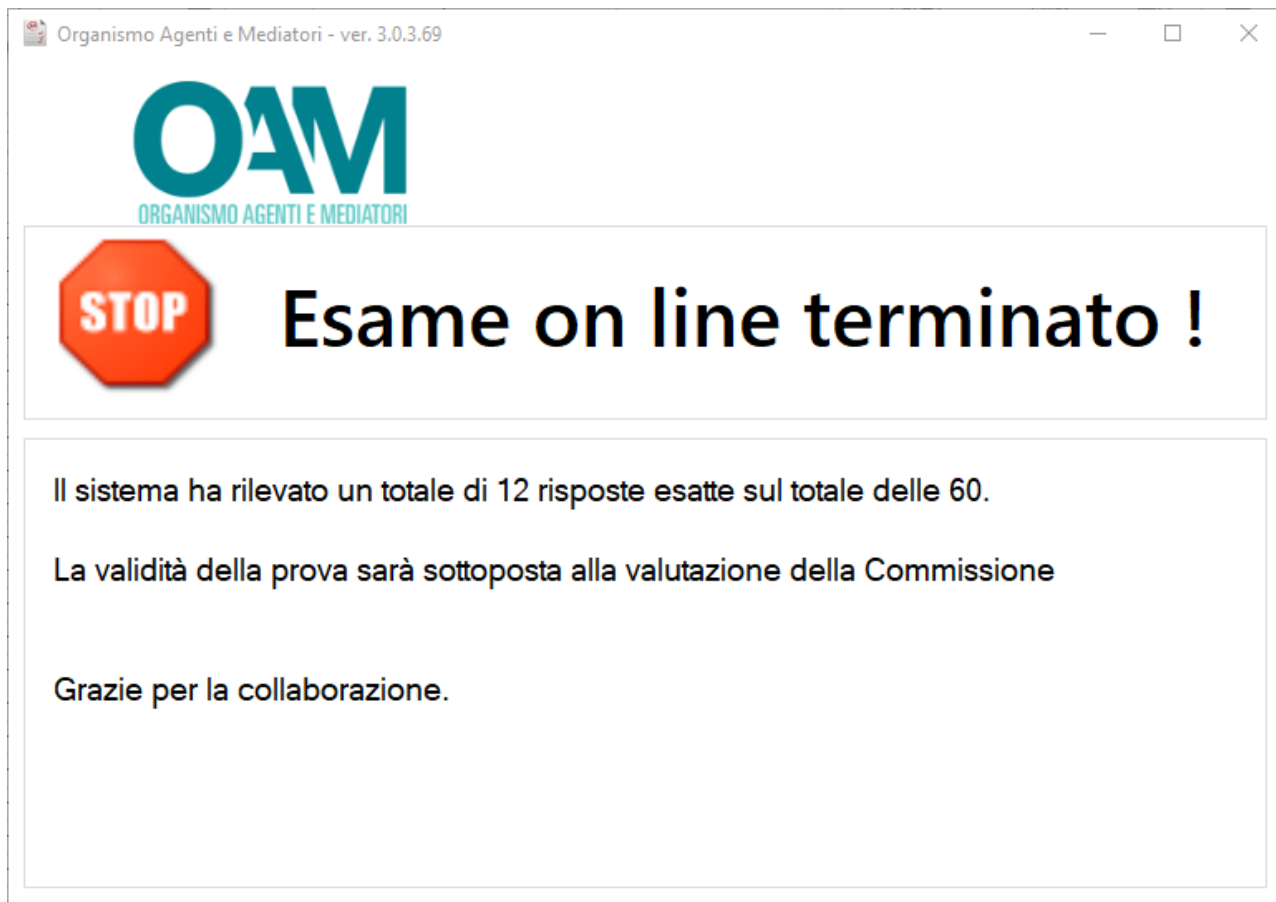 Organismo Agenti e Mediatori - ver. 3.0.3.69
OAM
ORGANISMO AGENTI E MEDIATORI
STOP
Esame on line terminato !
Il sistema ha rilevato un totale di 12 risposte esatte sul totale delle 60.
La validità della prova sarà sottoposta alla valutazione della Commissione
Grazie per la collaborazione.